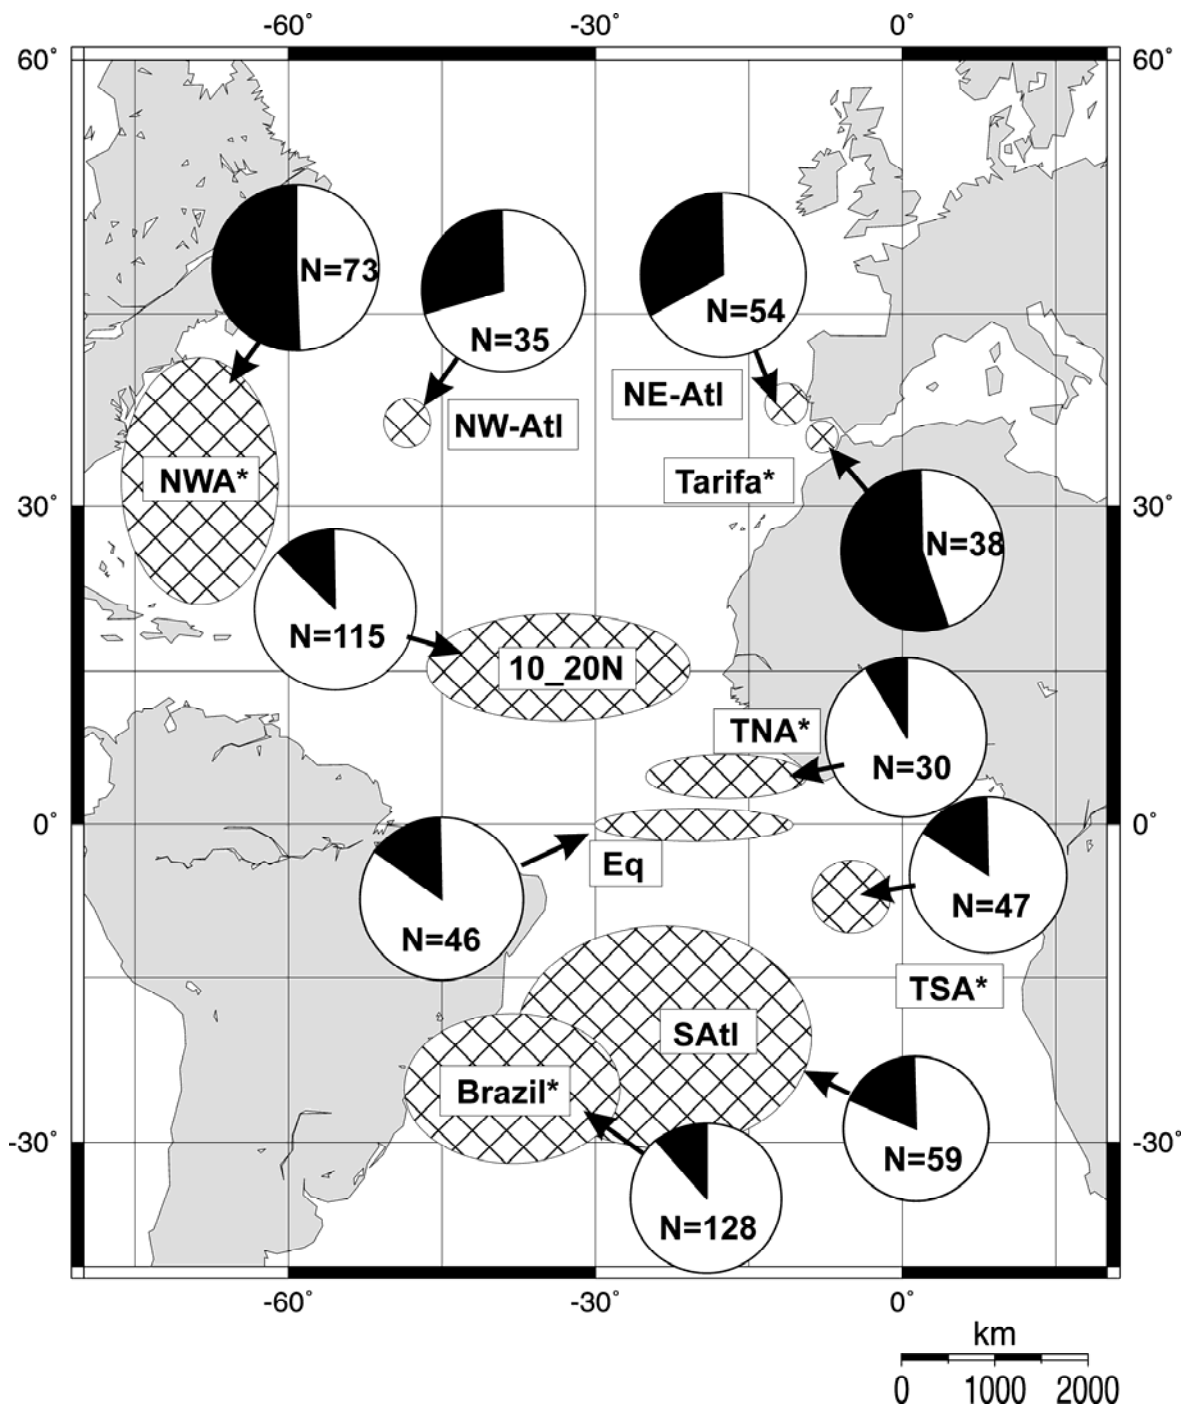 -60° -30° 0°
60° 60°
N=73
N=35
N=54
NE-Atl
NW-Atl
NWA*
Tarifa*
30° 30°
N=38
N=115
10_20N
TNA*
N=30
0° 0°
Eq
N=46
N=47
TSA*
SAtl
Brazil*
-30° -30°
N=59
N=128
-60° -30° 0°
km
0 1000 2000